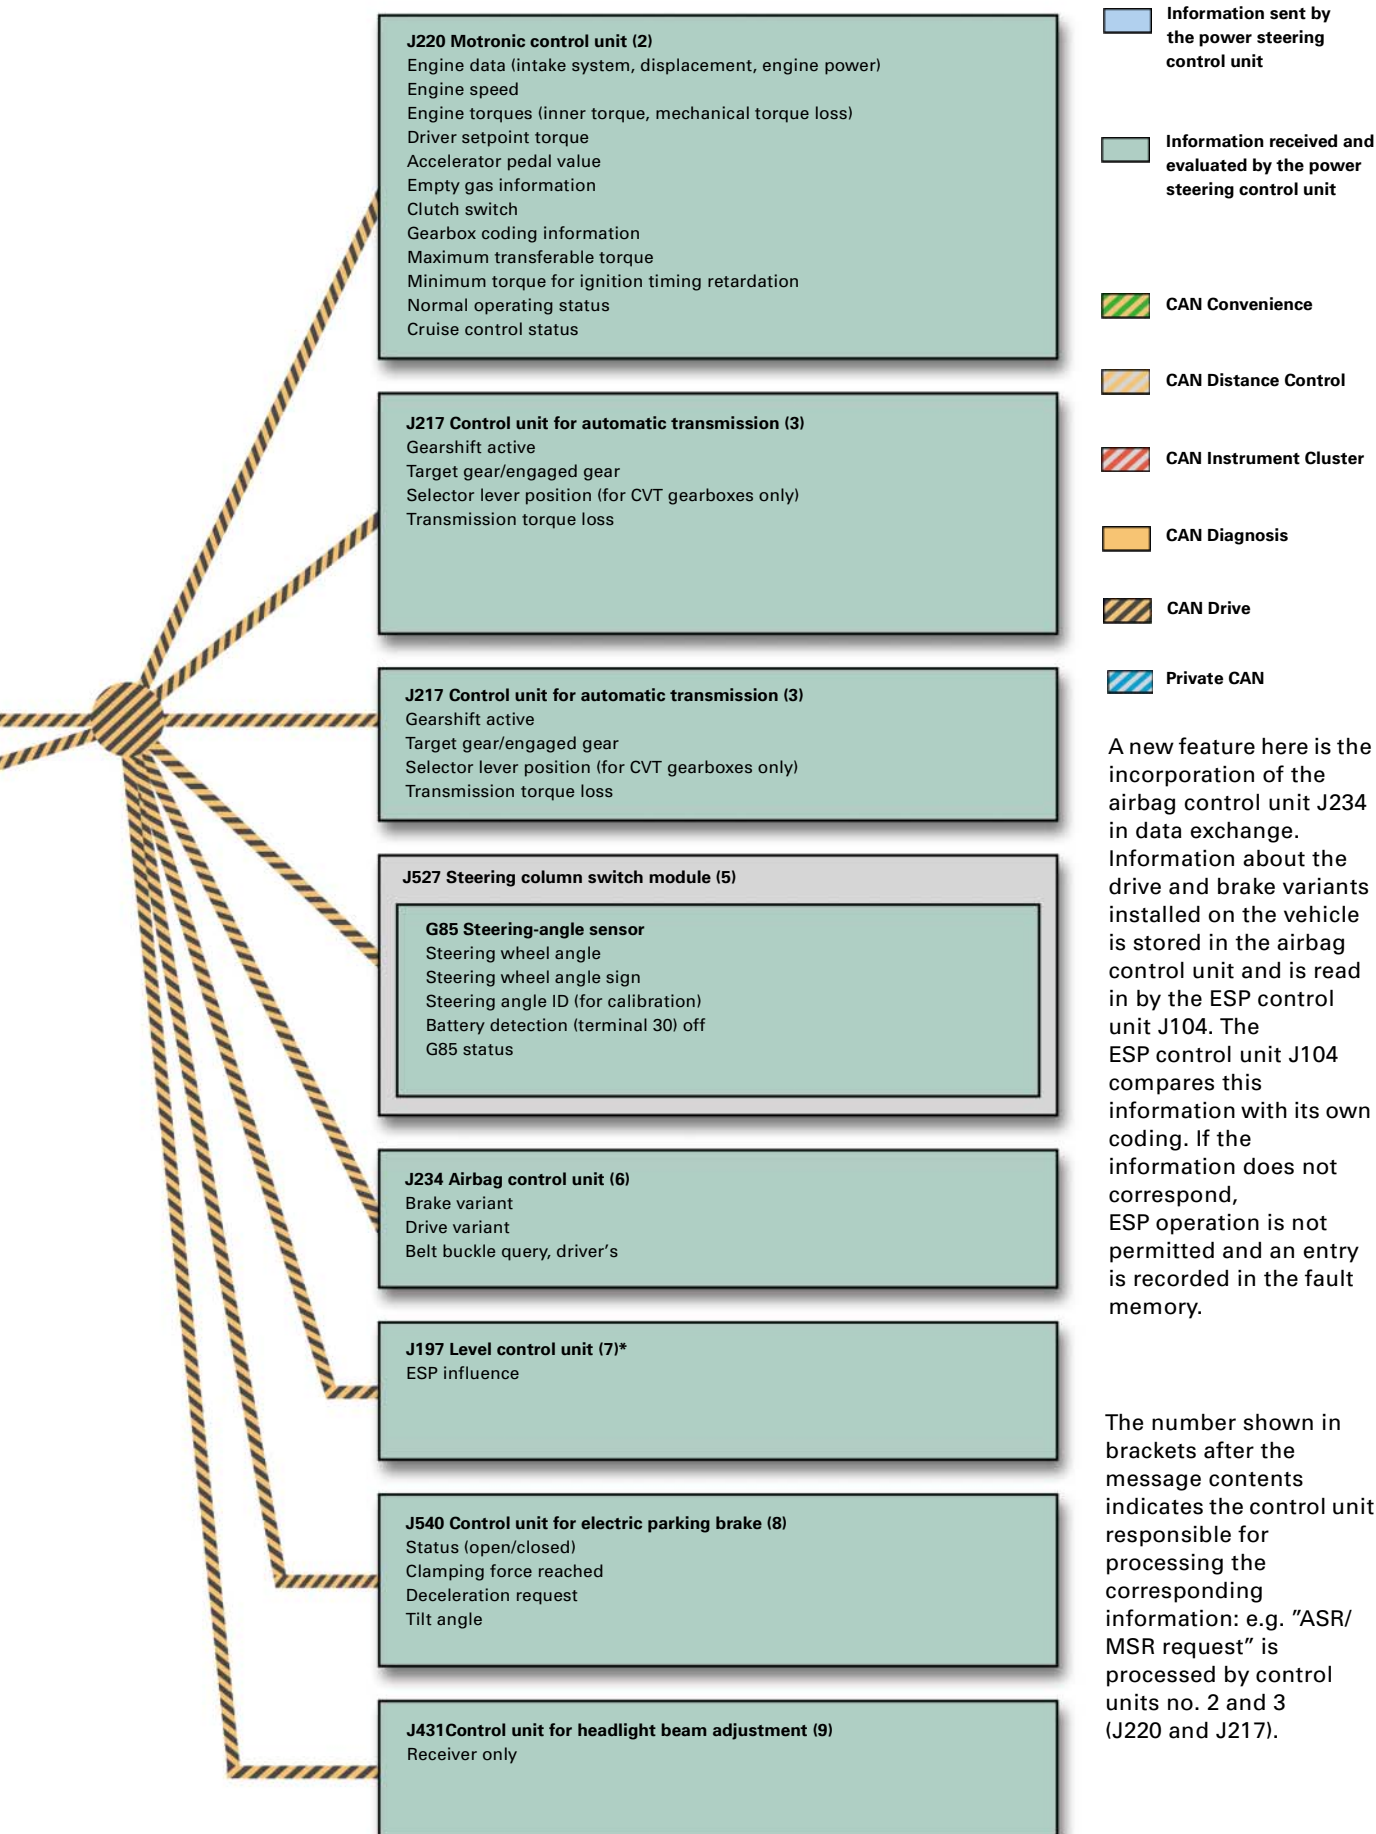 J220 Motronic control unit (2)
Engine data (intake system, displacement, engine power)
Engine speed
Engine torques (inner torque, mechanical torque loss)
Driver setpoint torque
Accelerator pedal value
Empty gas information
Clutch switch
Gearbox coding information
Maximum transferable torque
Minimum torque for ignition timing retardation
Normal operating status
Cruise control status
J217 Control unit for automatic transmission (3)
Gearshift active
Target gear/engaged gear
Selector lever position (for CVT gearboxes only)
Transmission torque loss
J217 Control unit for automatic transmission (3)
Gearshift active
Target gear/engaged gear
Selector lever position (for CVT gearboxes only)
Transmission torque loss
J527 Steering column switch module (5)
G85 Steering-angle sensor
Steering wheel angle
Steering wheel angle sign
Steering angle ID (for calibration)
Battery detection (terminal 30) off
G85 status
J234 Airbag control unit (6)
Brake variant
Drive variant
Belt buckle query, driver's
J197 Level control unit (7)*
ESP influence
J540 Control unit for electric parking brake (8)
Status (open/closed)
Clamping force reached
Deceleration request
Tilt angle
J431Control unit for headlight beam adjustment (9)
Receiver only
Information sent by
the power steering
control unit
Information received and
evaluated by the power
steering control unit
CAN Convenience
CAN Distance Control
CAN Instrument Cluster
CAN Diagnosis
CAN Drive
Private CAN
A new feature here is the
incorporation of the
airbag control unit J234
in data exchange.
Information about the
drive and brake variants
installed on the vehicle
is stored in the airbag
control unit and is read
in by the ESP control
unit J104. The
ESP control unit J104
compares this
information with its own
coding. If the
information does not
correspond,
ESP operation is not
permitted and an entry
is recorded in the fault
memory.
The number shown in
brackets after the
message contents
indicates the control unit
responsible for
processing the
corresponding
information: e.g. "ASR/
MSR request" is
processed by control
units no. 2 and 3
(J220 and J217).